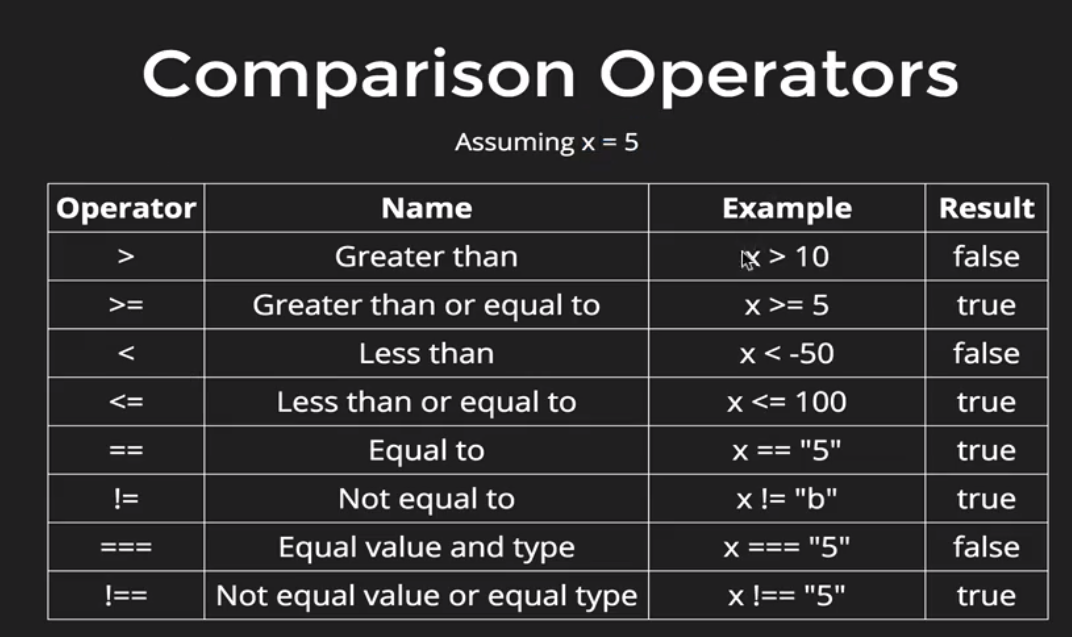 Comparison Operators
Assuming x = 5
Operator Name Example Result
> Greater than x > 10 false
>= Greater than or equal to x >= 5 true
< Less than x < -50 false
<= Less than or equal to x <= 100 true
== Equal to x == "5" true
!= Not equal to x != "b" true
=== Equal value and type x === "5" false
!== Not equal value or equal type x !== "5" true